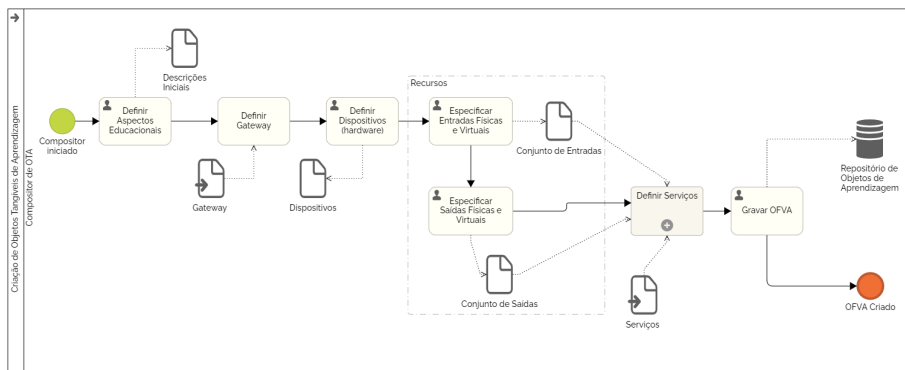 Criação de Objetos Tangíveis de Aprendizagem
Compositor de OTA
Compositor
iniciado
Definir
Aspectos
Educacionais
Descrições
Iniciais
Definir
Gateway
Gateway
Definir
Dispositivos
(hardware)
Dispositivos
Recursos
Especificar
Entradas Físicas
e Virtuais
Conjunto de Entradas
Especificar
Saídas Físicas e
Virtuais
Conjunto de Saídas
Definir Serviços
Serviços
Gravar OFVA
Repositório de
Objetos de
Aprendizagem
OFVA Criado